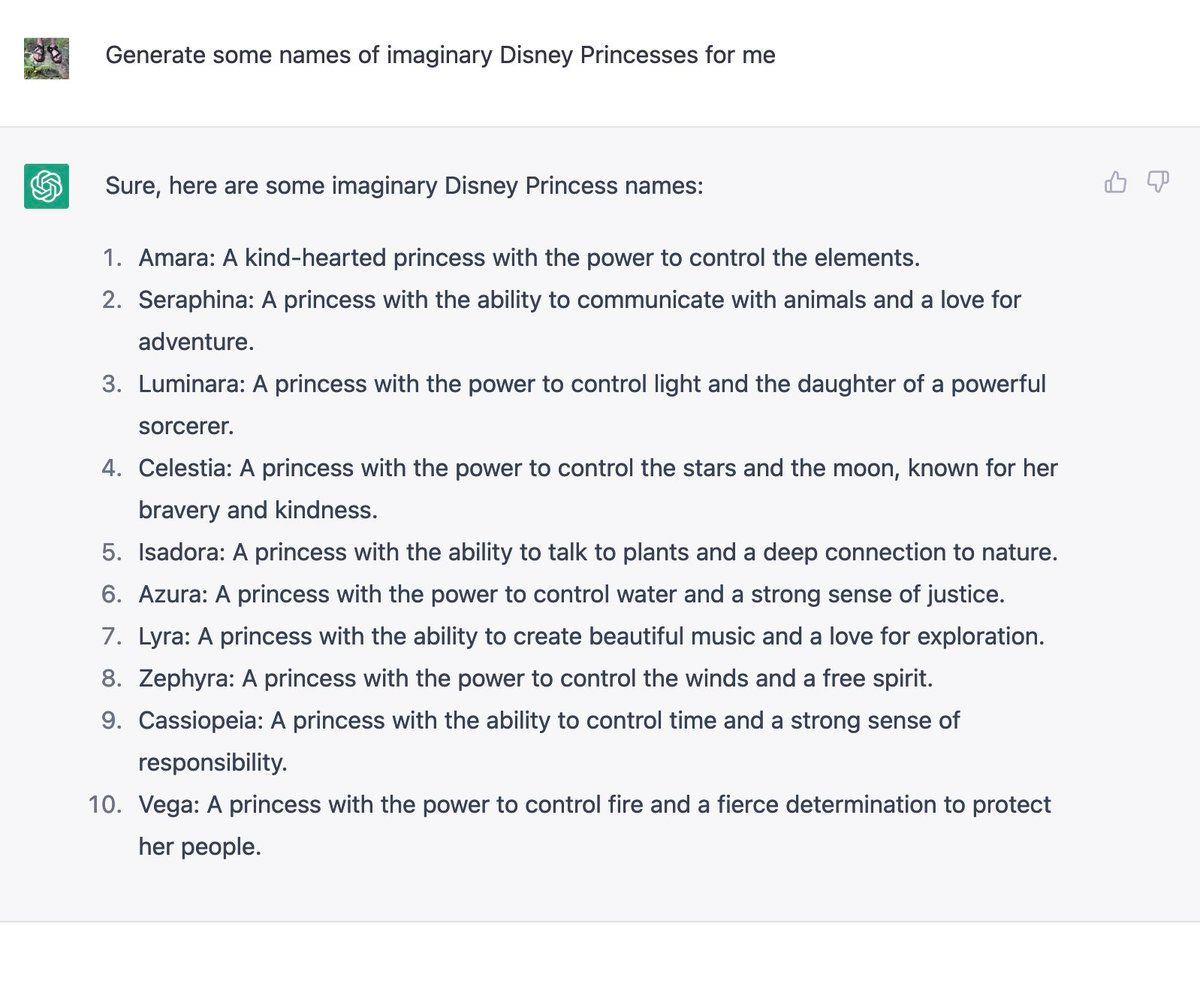 Generate some names of imaginary Disney Princesses for me
Sure, here are some imaginary Disney Princess names:
1. Amara: A kind-hearted princess with the power to control the elements.
2. Seraphina: A princess with the ability to communicate with animals and a love for
adventure.
3. Luminara: A princess with the power to control light and the daughter of a powerful
sorcerer.
4. Celestia: A princess with the power to control the stars and the moon, known for her
bravery and kindness.
5. Isadora: A princess with the ability to talk to plants and a deep connection to nature.
6. Azura: A princess with the power to control water and a strong sense of justice.
7. Lyra: A princess with the ability to create beautiful music and a love for exploration.
8. Zephyra: A princess with the power to control the winds and a free spirit.
9. Cassiopeia: A princess with the ability to control time and a strong sense of
responsibility.
10. Vega: A princess with the power to control fire and a fierce determination to protect
her people.